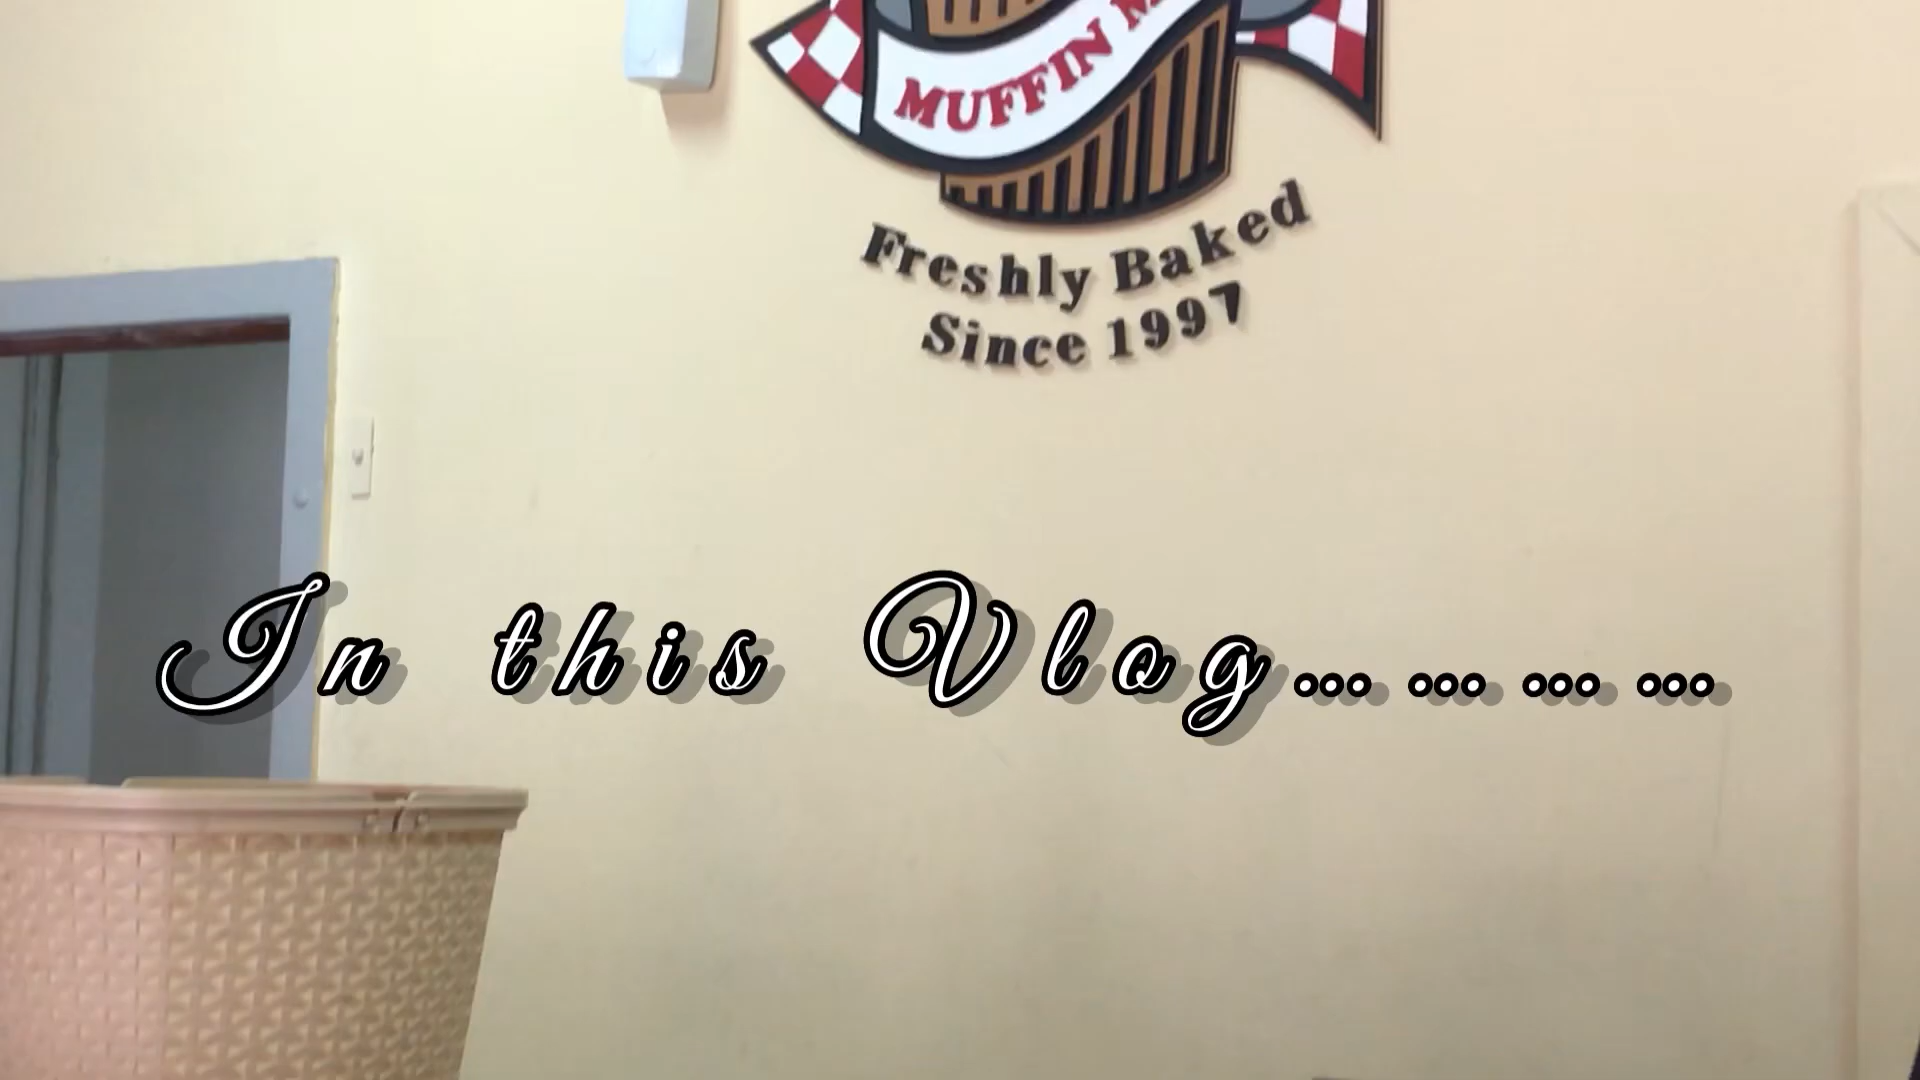 MUFFIN
Freshly Baked
Since 1997
In this Vlog… … … …